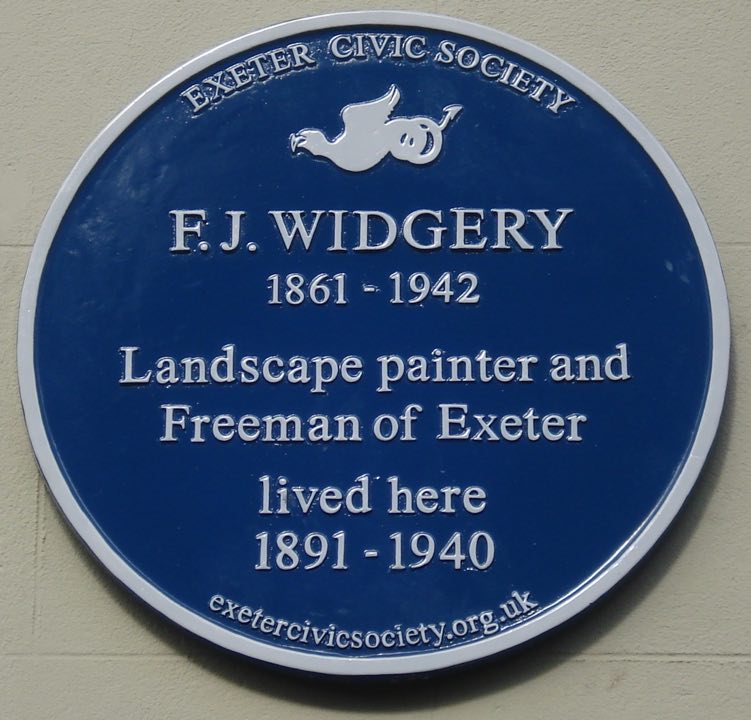 EXETER CIVIC SOCIETY
F. J. WIDGERY
1861 - 1942
Landscape painter and
Freeman of Exeter
lived here
1891 - 1940
exetercivicsociety.org.uk